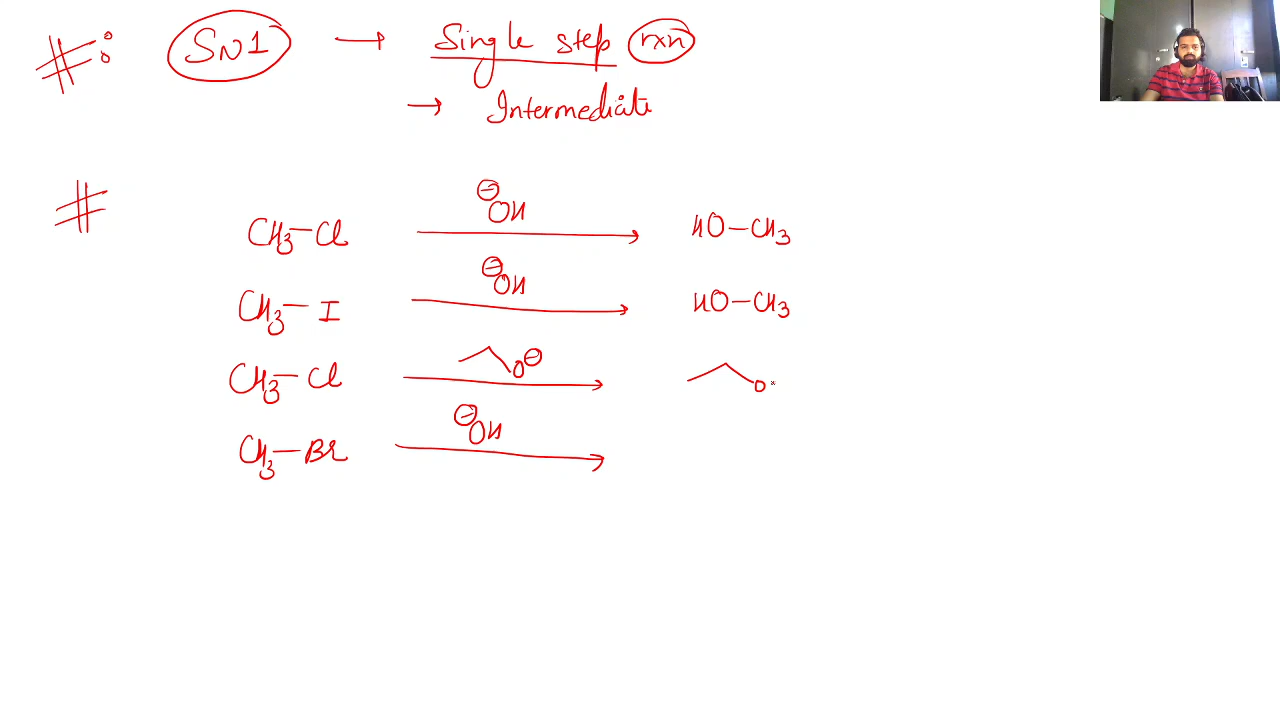 SN1 → Single step rxn
→ Intermediate
CH3–Cl ⊖OH → HO–CH3
CH3–I ⊖OH → HO–CH3
CH3–Cl O⊖ → O
CH3–Br ⊖OH →